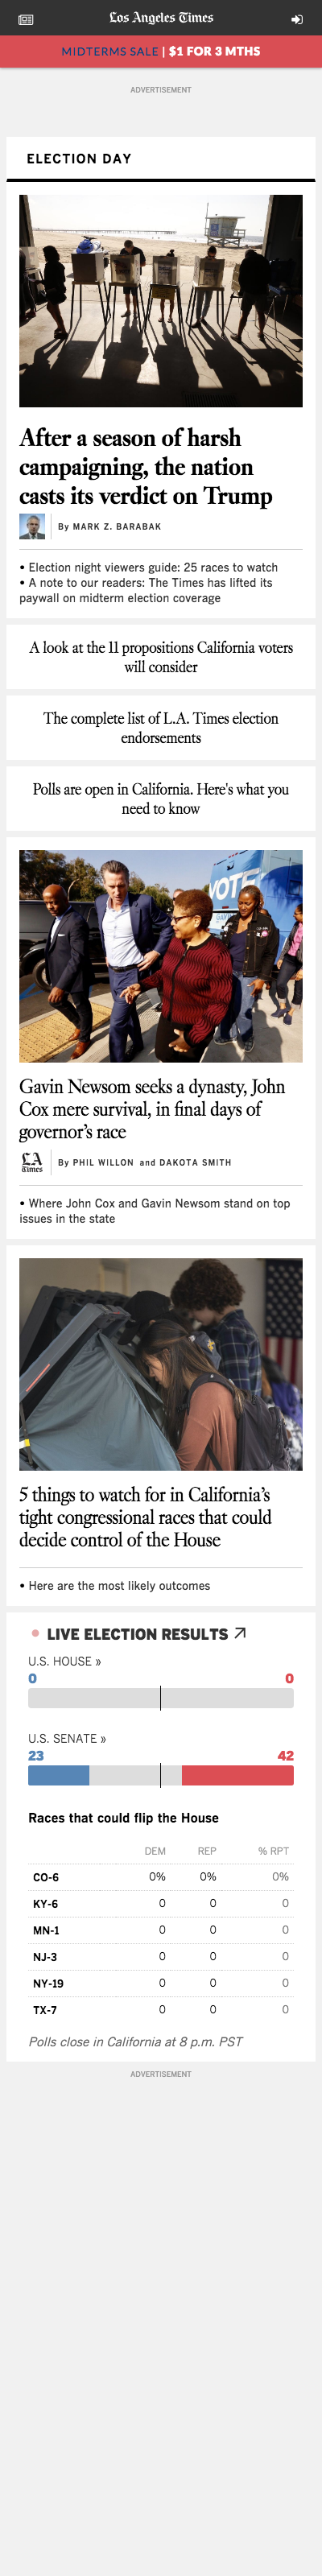 Los Angeles Times
MIDTERMS SALE | $1 FOR 3 MTHS
ADVERTISEMENT
ELECTION DAY
After a season of harsh
campaigning, the nation
casts its verdict on Trump
By MARK Z. BARABAK
• Election night viewers guide: 25 races to watch
• A note to our readers: The Times has lifted its
paywall on midterm election coverage
A look at the 11 propositions California voters
will consider
The complete list of L.A. Times election
endorsements
Polls are open in California. Here's what you
need to know
VOTE
Gavin Newsom seeks a dynasty, John
Cox mere survival, in final days of
governor’s race
LA
Times
By PHIL WILLON and DAKOTA SMITH
• Where John Cox and Gavin Newsom stand on top
issues in the state
5 things to watch for in California’s
tight congressional races that could
decide control of the House
• Here are the most likely outcomes
LIVE ELECTION RESULTS
U.S. HOUSE »
0 0
U.S. SENATE »
23 42
Races that could flip the House
DEM REP % RPT
CO-6 0% 0% 0%
KY-6 0 0 0
MN-1 0 0 0
NJ-3 0 0 0
NY-19 0 0 0
TX-7 0 0 0
Polls close in California at 8 p.m. PST
ADVERTISEMENT